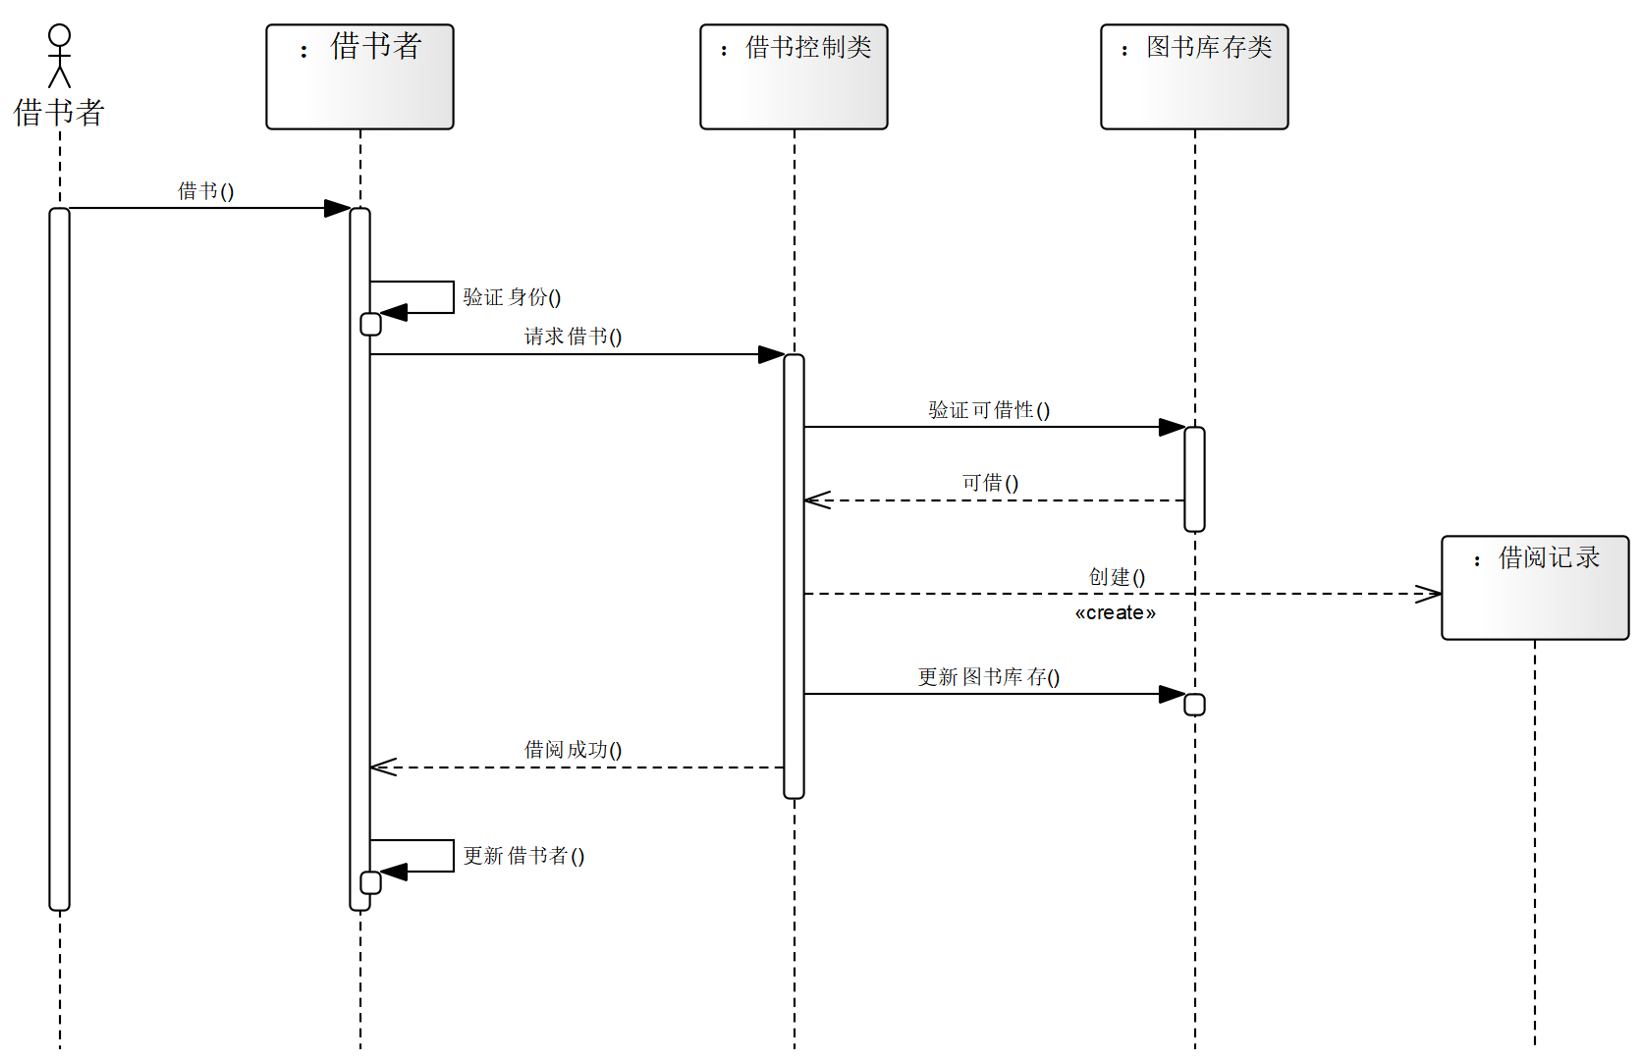 借书者
： 借书者
： 借书控制类
： 图书库存类
借书()
验证身份()
请求借书()
验证可借性()
可借()
： 借阅记录
创建()
«create»
更新图书库存()
借阅成功()
更新借书者()